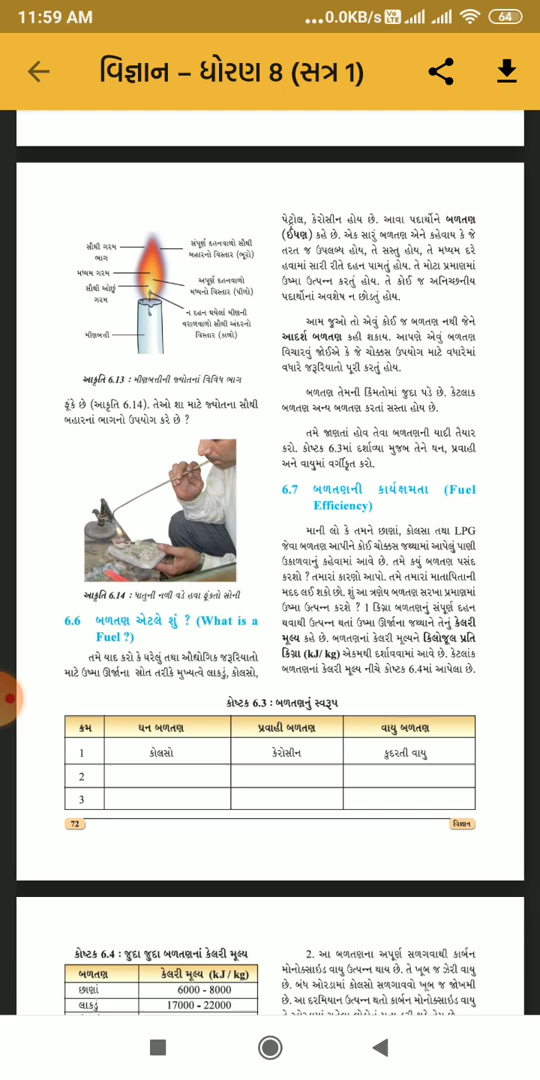 11:59 AM
...0.0KB/s
Vo
LTE
64
વિજ્ઞાન – ધોરણ 8 (સત્ર 1)
સૌથી ગરમ
ભાગ
મધ્યમ ગરમ
સૌથી ઓછું
ગરમ
મીણબત્તી
સંપૂર્ણ દહનવાળો સૌથી
બહારનો વિસ્તાર (ભૂરો)
અપૂર્ણ દહનવાળો
મધ્યનો વિસ્તાર (પીળો)
ન દહન થયેલાં મીણની
વરાળવાળો સૌથી અંદરનો
વિસ્તાર (કાળો)
આકૃતિ 6.13 : મીણબત્તીની જ્યોતનાં વિવિધ ભાગ
ફૂંકે છે (આકૃતિ 6.14). તેઓ શા માટે જ્યોતના સૌથી
બહારનાં ભાગનો ઉપયોગ કરે છે ?
આકૃતિ 6.14 : ધાતુની નળી વડે હવા ફૂંકતો સોની
6.6 બળતણ એટલે શું ? (What is a
Fuel ?)
તમે યાદ કરો કે ઘરેલું તથા ઔદ્યોગિક જરૂરિયાતો
માટે ઉષ્મા ઊર્જાના સ્રોત તરીકે મુખ્યત્વે લાકડું, કોલસો,
પેટ્રોલ, કેરોસીન હોય છે. આવા પદાર્થોને બળતણ
(ઈંધણ) કહે છે. એક સારું બળતણ એને કહેવાય કે જે
તરત જ ઉપલબ્ધ હોય, તે સસ્તુ હોય, તે મધ્યમ દરે
હવામાં સારી રીતે દહન પામતું હોય. તે મોટા પ્રમાણમાં
ઉષ્મા ઉત્પન્ન કરતું હોય. તે કોઈ જ અનિચ્છનીય
પદાર્થોનાં અવશેષ ન છોડતું હોય.
આમ જુઓ તો એવું કોઈ જ બળતણ નથી જેને
આદર્શ બળતણ કહી શકાય. આપણે એવું બળતણ
વિચારવું જોઈએ કે જે ચોક્કસ ઉપયોગ માટે વધારેમાં
વધારે જરૂરિયાતો પૂરી કરતું હોય.
બળતણ તેમની કિંમતોમાં જુદા પડે છે. કેટલાક
બળતણ અન્ય બળતણ કરતાં સસ્તા હોય છે.
તમે જાણતાં હોવ તેવા બળતણની યાદી તૈયાર
કરો. કોષ્ટક 6.3માં દર્શાવ્યા મુજબ તેને ઘન, પ્રવાહી
અને વાયુમાં વર્ગીકૃત કરો.
6.7 બળતણની કાર્યક્ષમતા (Fuel
Efficiency)
માની લો કે તમને છાણાં, કોલસા તથા LPG
જેવા બળતણ આપીને કોઈ ચોક્કસ જથ્થામાં આપેલું પાણી
ઉકાળવાનું કહેવામાં આવે છે. તમે કયું બળતણ પસંદ
કરશો ? તમારાં કારણો આપો. તમે તમારાં માતાપિતાની
મદદ લઈ શકો છો. શું આ ત્રણેય બળતણ સરખા પ્રમાણમાં
ઉષ્મા ઉત્પન્ન કરશે ? 1 કિગ્રા બળતણનું સંપૂર્ણ દહન
થવાથી ઉત્પન્ન થતાં ઉષ્મા ઊર્જાના જથ્થાને તેનું કેલરી
મૂલ્ય કહે છે. બળતણનાં કેલરી મૂલ્યને કિલોજૂલ પ્રતિ
કિગ્રા (kJ/ kg) એકમથી દર્શાવવામાં આવે છે. કેટલાંક
બળતણનાં કેલરી મૂલ્ય નીચે કોષ્ટક 6.4માં આપેલા છે.
કોષ્ટક 6.3 : બળતણનું સ્વરૂપ
ક્રમ ઘન બળતણ પ્રવાહી બળતણ વાયુ બળતણ
1 કોલસો કેરોસીન કુદરતી વાયુ
2
3
72
વિજ્ઞાન
કોષ્ટક 6.4 : જુદા જુદા બળતણનાં કેલરી મૂલ્ય
બળતણ કેલરી મૂલ્ય (kJ / kg)
છાણાં 6000 - 8000
લાકડું 17000 - 22000
2. આ બળતણના અપૂર્ણ સળગવાથી કાર્બન
મોનોક્સાઇડ વાયુ ઉત્પન્ન થાય છે. તે ખૂબ જ ઝેરી વાયુ
છે. બંધ ઓરડામાં કોલસો સળગાવવો ખૂબ જ જોખમી
છે. આ દરમિયાન ઉત્પન્ન થતો કાર્બન મોનોક્સાઇડ વાયુ